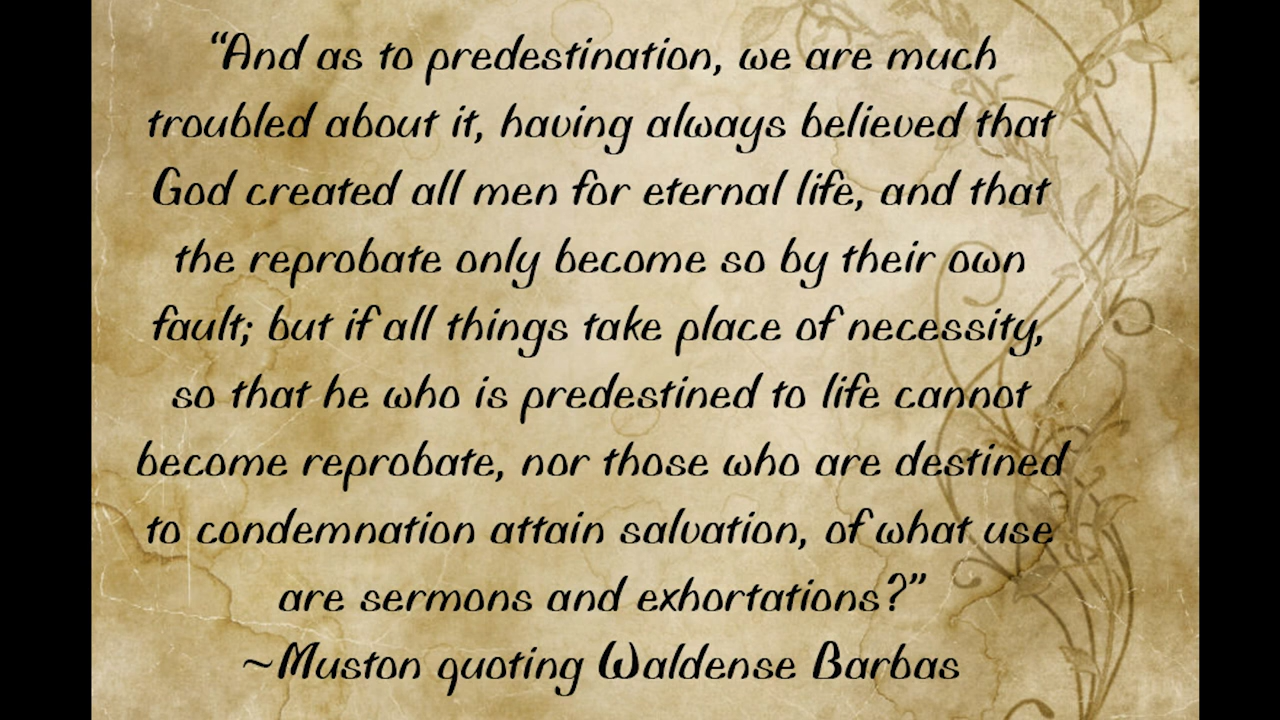 “And as to predestination, we are much
troubled about it, having always believed that
God created all men for eternal life, and that
the reprobate only become so by their own
fault; but if all things take place of necessity,
so that he who is predestined to life cannot
become reprobate, nor those who are destined
to condemnation attain salvation, of what use
are sermons and exhortations?”
~Muston quoting Waldense Barbas